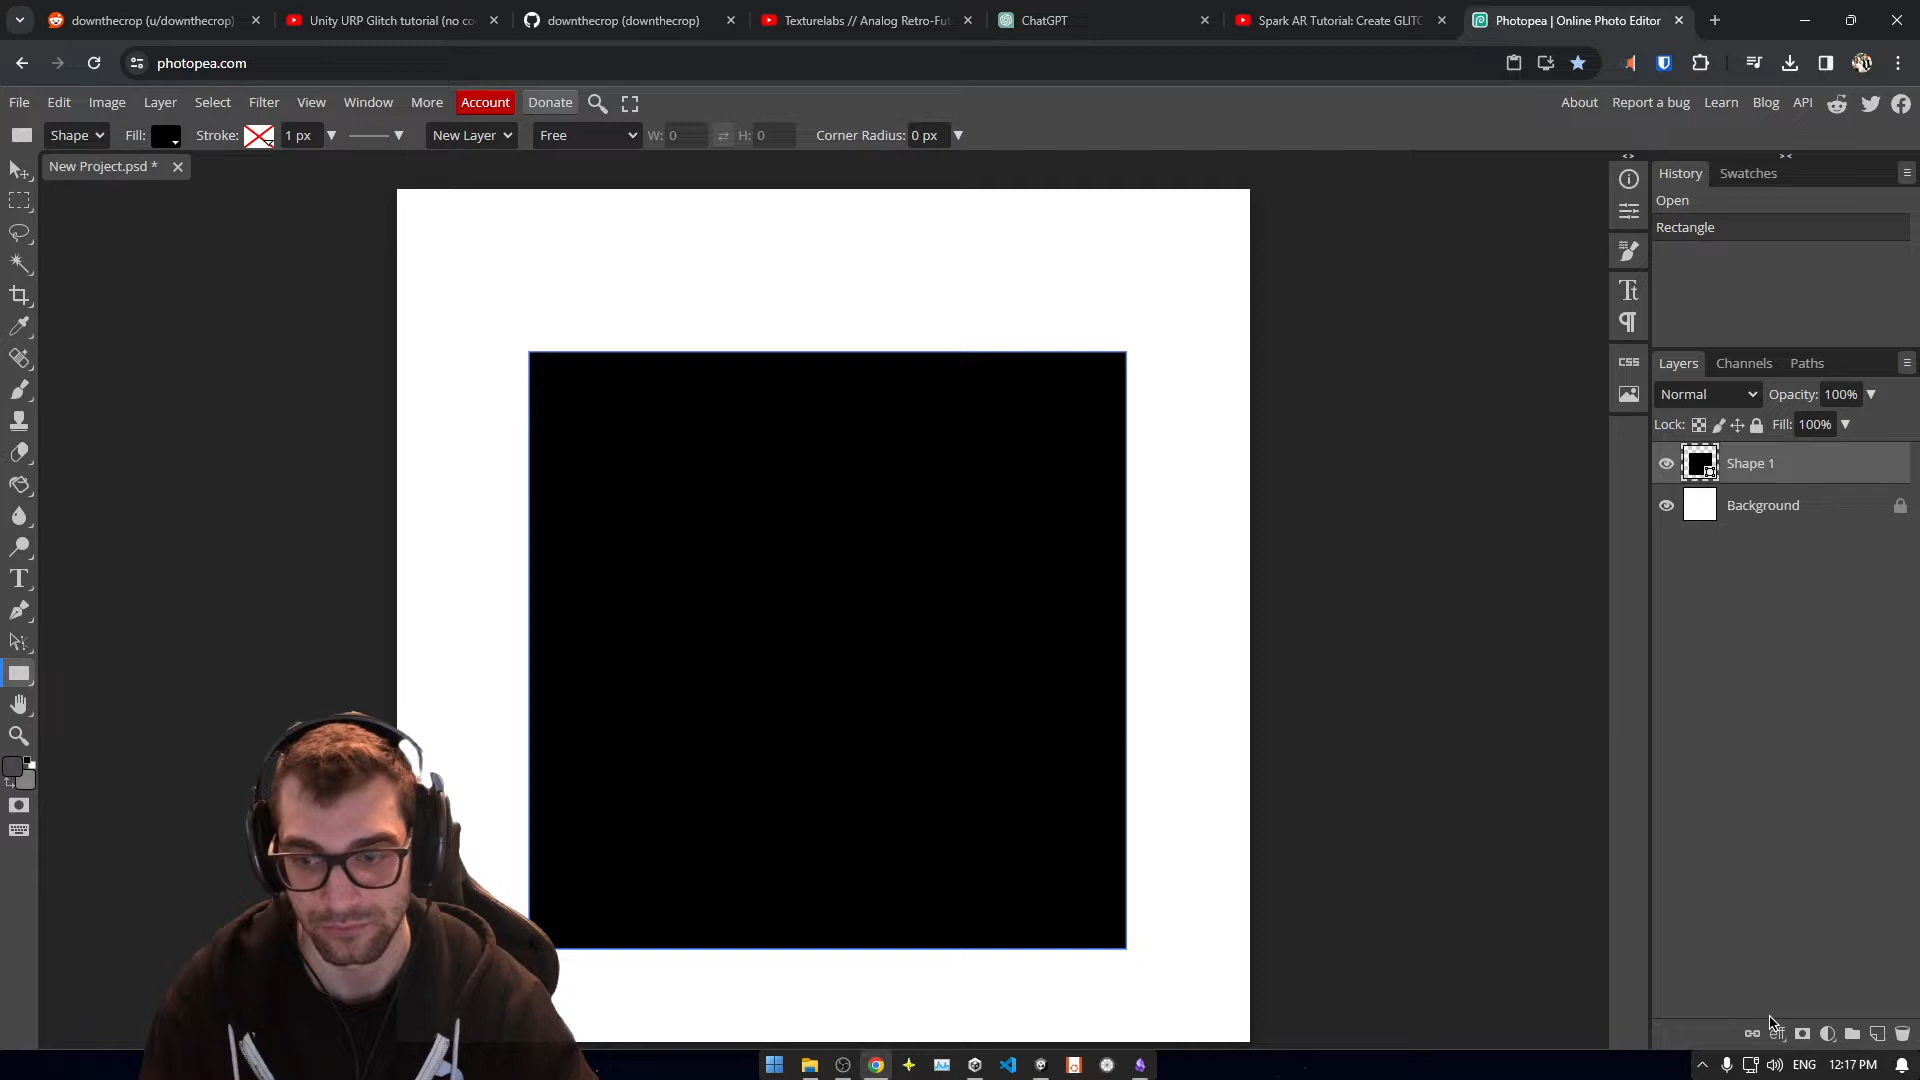 downthecrop (u/downthecrop)
Unity URP Glitch tutorial (no co
downthecrop (downthecrop)
Texturelabs // Analog Retro-Fut
ChatGPT
Spark AR Tutorial: Create GLITC
Photopea | Online Photo Editor
photopea.com
File Edit Image Layer Select Filter View Window More Account Donate
About Report a bug Learn Blog API
Shape Fill: Stroke: 1 px New Layer Free W: 0 H: 0 Corner Radius: 0 px
New Project.psd *
History Swatches
Open
Rectangle
Tt
CSS
Layers Channels Paths
Normal Opacity: 100%
Lock: Fill: 100%
Shape 1
Background
T
eff
ENG 12:17 PM